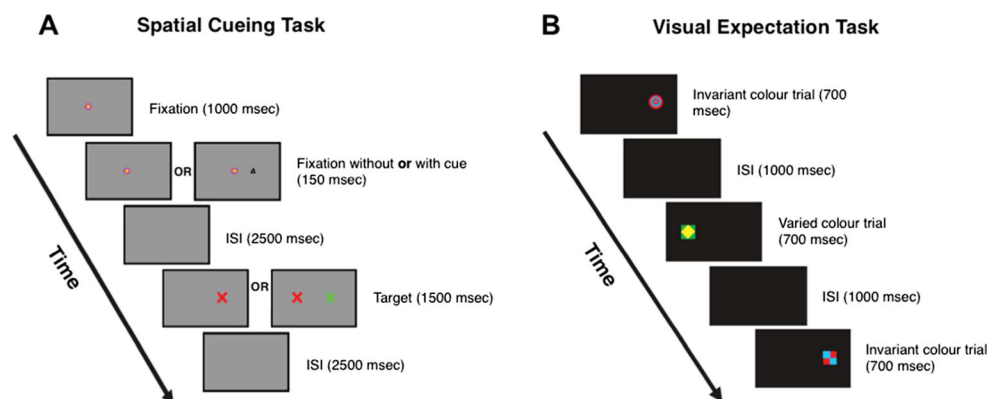 A
Spatial Cueing Task
Fixation (1000 msec)
OR
Fixation without or with cue
(150 msec)
ISI (2500 msec)
OR
Target (1500 msec)
ISI (2500 msec)
Time
B
Visual Expectation Task
Invariant colour trial (700
msec)
ISI (1000 msec)
Varied colour trial
(700 msec)
ISI (1000 msec)
Invariant colour trial
(700 msec)
Time